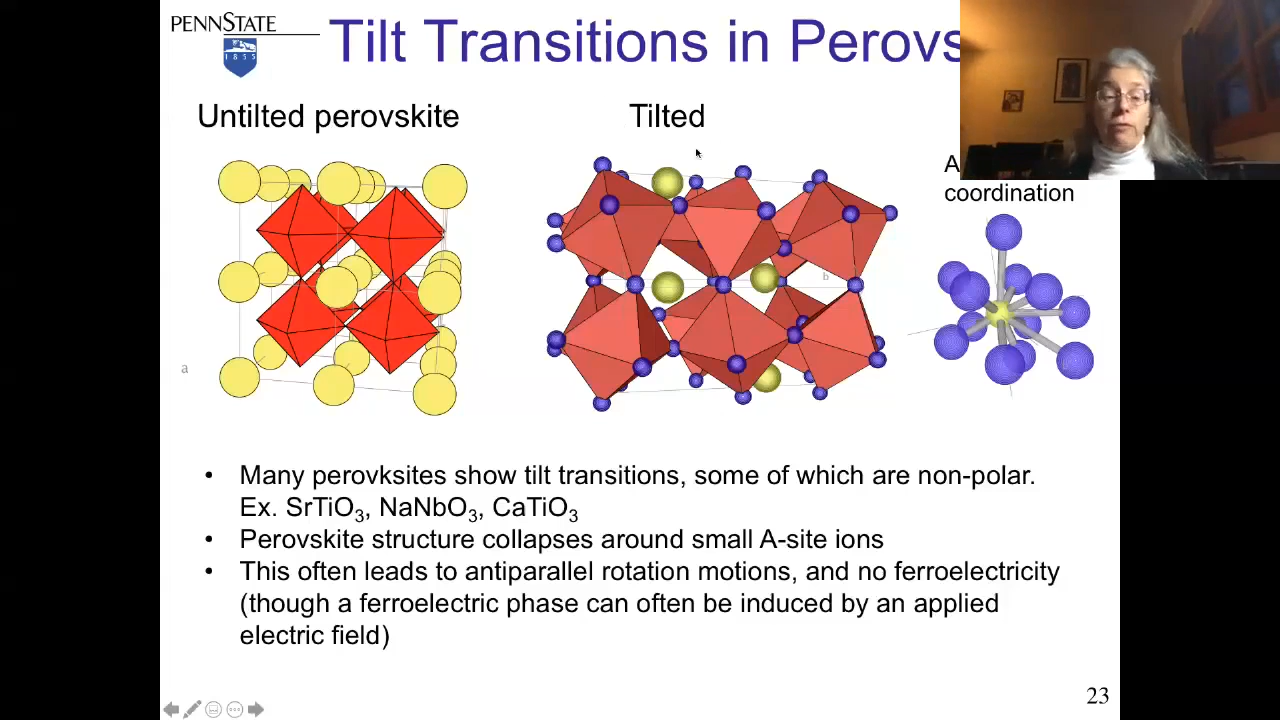 PENNSTATE
1855
Tilt Transitions in Perovs
Untilted perovskite
Tilted
A
coordination
a
b
• Many perovksites show tilt transitions, some of which are non-polar.
Ex. SrTiO₃, NaNbO₃, CaTiO₃
• Perovskite structure collapses around small A-site ions
• This often leads to antiparallel rotation motions, and no ferroelectricity
(though a ferroelectric phase can often be induced by an applied
electric field)
23